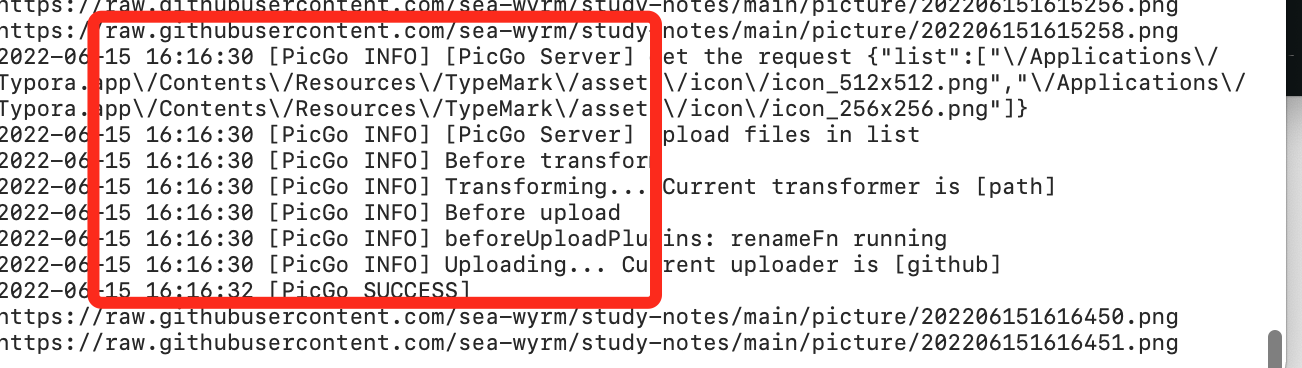 https://raw.githubusercontent.com/sea-wyrm/study-notes/main/picture/202206151615256.png
https://raw.githubusercontent.com/sea-wyrm/study-notes/main/picture/202206151615258.png
2022-06-15 16:16:30 [PicGo INFO] [PicGo Server] et the request {"list":["\/Applications\/
Typora.app\/Contents\/Resources\/TypeMark\/asset \/icon\/icon_512x512.png","\/Applications\/
Typora.app\/Contents\/Resources\/TypeMark\/asset \/icon\/icon_256x256.png"]}
2022-06-15 16:16:30 [PicGo INFO] [PicGo Server] pload files in list
2022-06-15 16:16:30 [PicGo INFO] Before transform
2022-06-15 16:16:30 [PicGo INFO] Transforming... Current transformer is [path]
2022-06-15 16:16:30 [PicGo INFO] Before upload
2022-06-15 16:16:30 [PicGo INFO] beforeUploadPlugins: renameFn running
2022-06-15 16:16:30 [PicGo INFO] Uploading... Current uploader is [github]
2022-06-15 16:16:32 [PicGo SUCCESS]
https://raw.githubusercontent.com/sea-wyrm/study-notes/main/picture/202206151616450.png
https://raw.githubusercontent.com/sea-wyrm/study-notes/main/picture/202206151616451.png